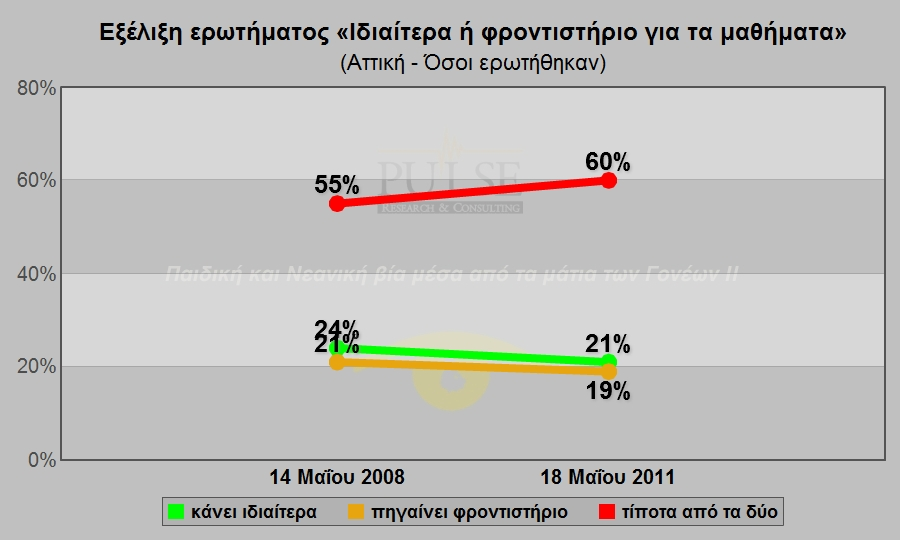 Εξέλιξη ερωτήματος «Ιδιαίτερα ή φροντιστήριο για τα μαθήματα»
(Αττική - Όσοι ερωτήθηκαν)
80%
60%
40%
20%
0%
PULSE
RESEARCH & CONSULTING
55%
60%
Παιδική και Νεανική βία μέσα από τα μάτια των Γονέων ΙΙ
24%
21%
21%
19%
14 Μαΐου 2008
18 Μαΐου 2011
κάνει ιδιαίτερα
πηγαίνει φροντιστήριο
τίποτα από τα δύο